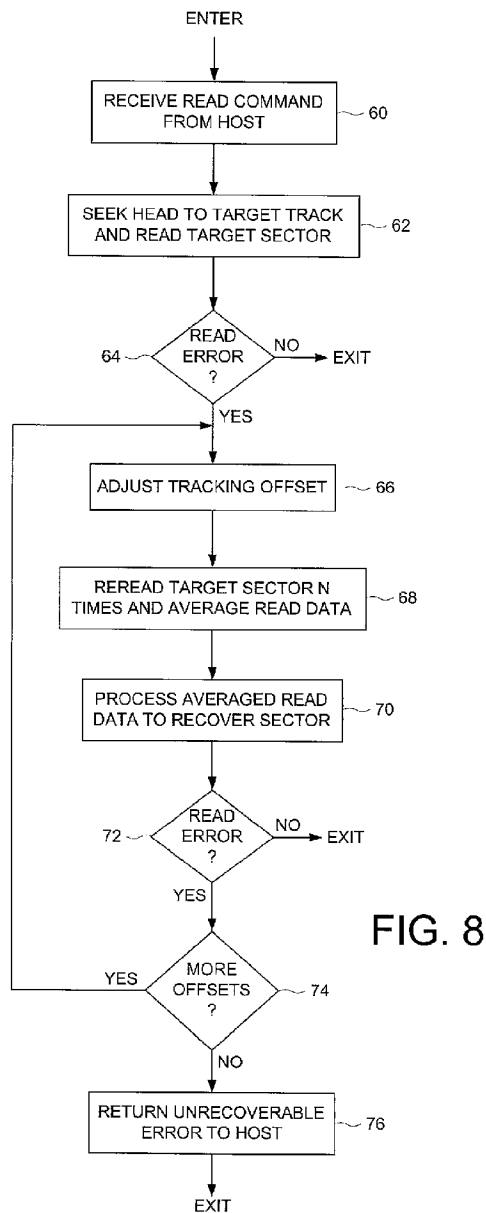 ENTER
RECEIVE READ COMMAND
FROM HOST
60
SEEK HEAD TO TARGET TRACK
AND READ TARGET SECTOR
62
READ
ERROR
?
64
NO
EXIT
YES
ADJUST TRACKING OFFSET
66
REREAD TARGET SECTOR N
TIMES AND AVERAGE READ DATA
68
PROCESS AVERAGED READ
DATA TO RECOVER SECTOR
70
READ
ERROR
?
72
NO
EXIT
YES
FIG. 8
MORE
OFFSETS
?
YES
74
NO
RETURN UNRECOVERABLE
ERROR TO HOST
76
EXIT